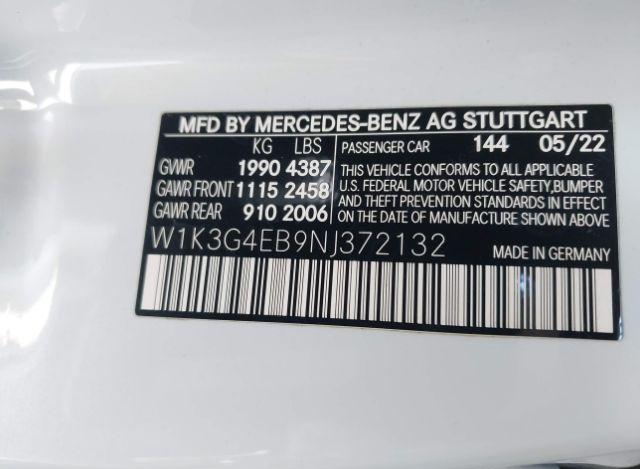 MFD BY MERCEDES-BENZ AG STUTTGART
KG LBS
GVWR 1990 4387
GAWR FRONT 1115 2458
GAWR REAR 910 2006
PASSENGER CAR 144 05/22
THIS VEHICLE CONFORMS TO ALL APPLICABLE
U.S. FEDERAL MOTOR VEHICLE SAFETY,BUMPER
AND THEFT PREVENTION STANDARDS IN EFFECT
ON THE DATE OF MANUFACTURE SHOWN ABOVE
W1K3G4EB9NJ372132
MADE IN GERMANY